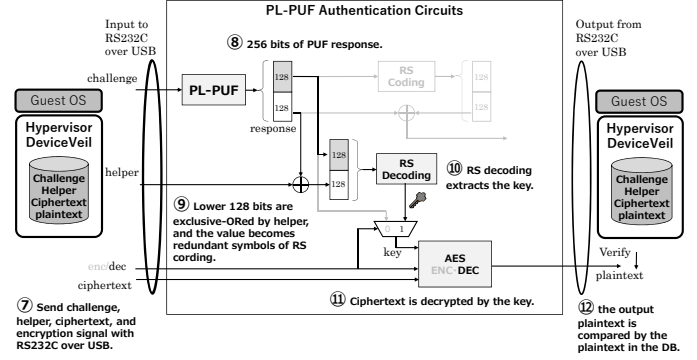 PL-PUF Authentication Circuits
Input to
RS232C
over USB
Output from
RS232C
over USB
⑧ 256 bits of PUF response.
challenge
PL-PUF
128
128
response
RS
Coding
128
128
Guest OS
Hypervisor
DeviceVeil
Challenge
Helper
Ciphertext
plaintext
helper
128
128
RS
Decoding
⑩ RS decoding
extracts the key.
Guest OS
Hypervisor
DeviceVeil
Challenge
Helper
Ciphertext
plaintext
⑨ Lower 128 bits are
exclusive-ORed by helper,
and the value becomes
redundant symbols of RS
cording.
0 1
key
AES
ENC·DEC
enc/dec
ciphertext
Verify
plaintext
⑪ Ciphertext is decrypted by the key.
⑦ Send challenge,
helper, ciphertext, and
encryption signal with
RS232C over USB.
⑫ the output
plaintext is
compared by the
plaintext in the DB.